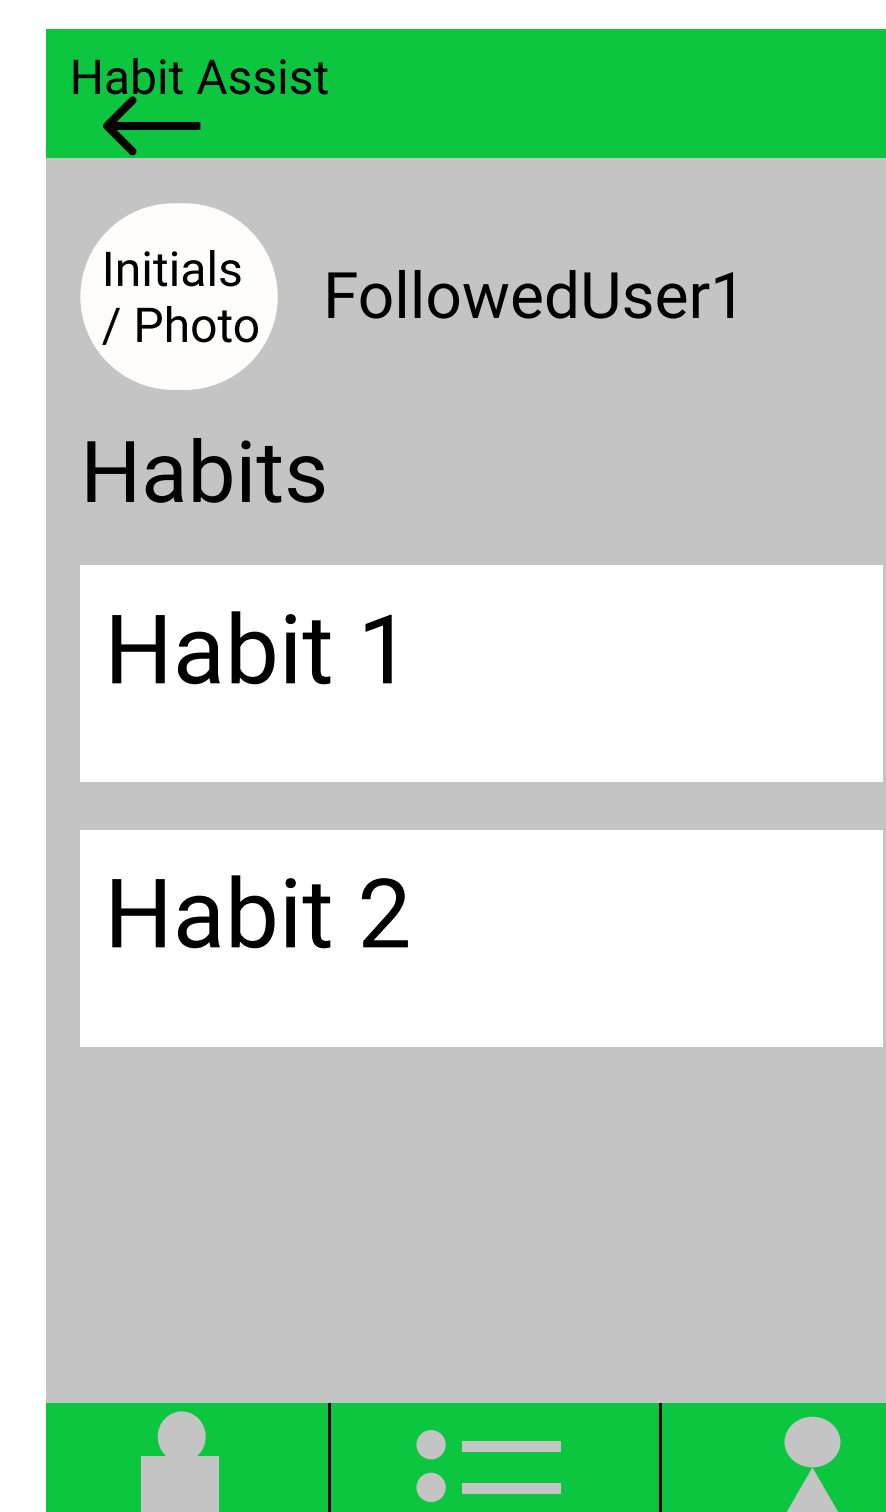 Habit Assist
Initials
/ Photo
FollowedUser1
Habits
Habit 1
Habit 2